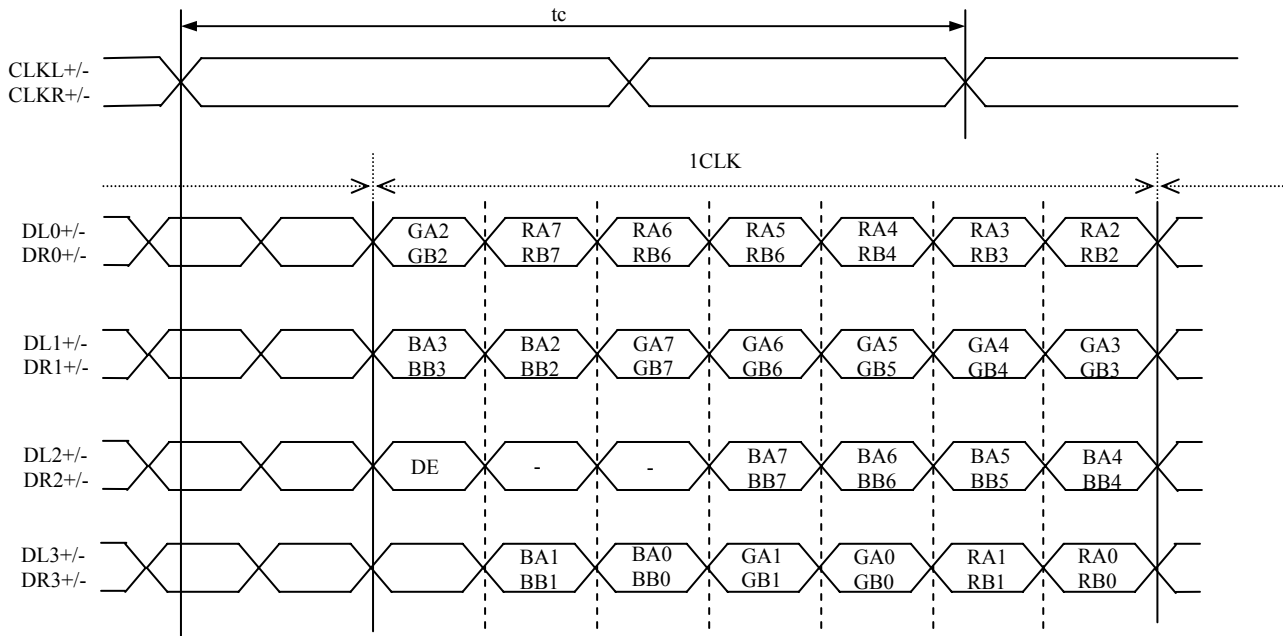 tc
CLKL+/-
CLKR+/-
1CLK
DL0+/-
DR0+/-
GA2 RA7 RA6 RA5 RA4 RA3 RA2
GB2 RB7 RB6 RB6 RB4 RB3 RB2
DL1+/-
DR1+/-
BA3 BA2 GA7 GA6 GA5 GA4 GA3
BB3 BB2 GB7 GB6 GB5 GB4 GB3
DL2+/-
DR2+/-
DE - - BA7 BA6 BA5 BA4
BB7 BB6 BB5 BB4
DL3+/-
DR3+/-
BA1 BA0 GA1 GA0 RA1 RA0
BB1 BB0 GB1 GB0 RB1 RB0